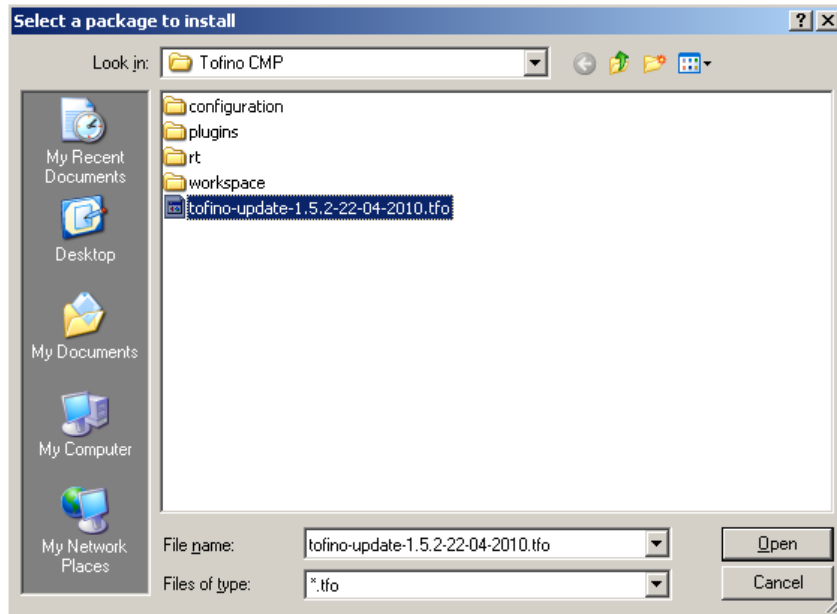 Select a package to install
Look in: Tofino CMP
configuration
plugins
rt
workspace
tofino-update-1.5.2-22-04-2010.tfo
My Recent
Documents
Desktop
My Documents
My Computer
My Network
Places
File name: tofino-update-1.5.2-22-04-2010.tfo Open
Files of type: *.tfo Cancel